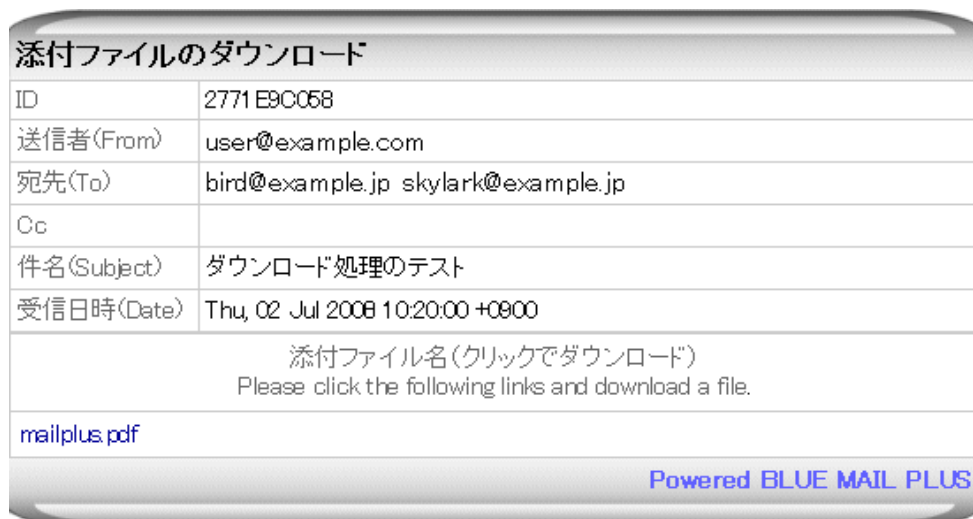 添付ファイルのダウンロード
ID 2771E9C058
送信者(From) user@example.com
宛先(To) bird@example.jp skylark@example.jp
Cc
件名(Subject) ダウンロード処理のテスト
受信日時(Date) Thu, 02 Jul 2008 10:20:00 +0900
添付ファイル名(クリックでダウンロード)
Please click the following links and download a file.
mailplus.pdf
Powered BLUE MAIL PLUS